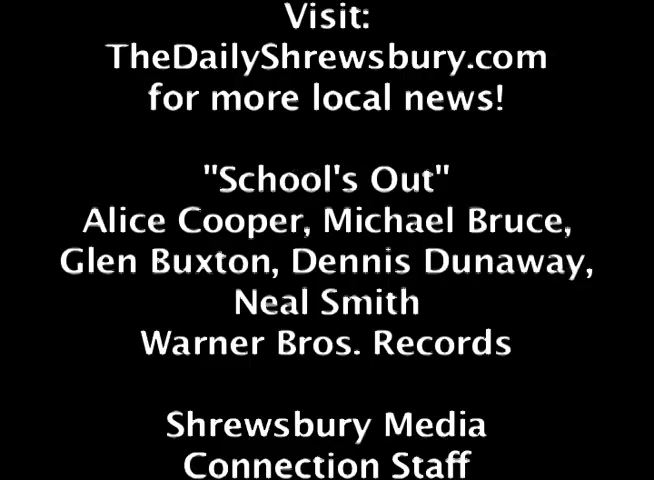 Visit:
TheDailyShrewsbury.com
for more local news!
"School's Out"
Alice Cooper, Michael Bruce,
Glen Buxton, Dennis Dunaway,
Neal Smith
Warner Bros. Records
Shrewsbury Media
Connection Staff